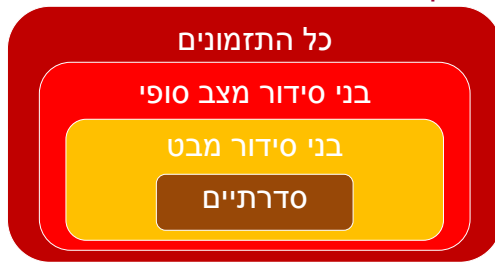 כל התזמונים
בני סידור מצב סופי
בני סידור מבט
סדרתיים